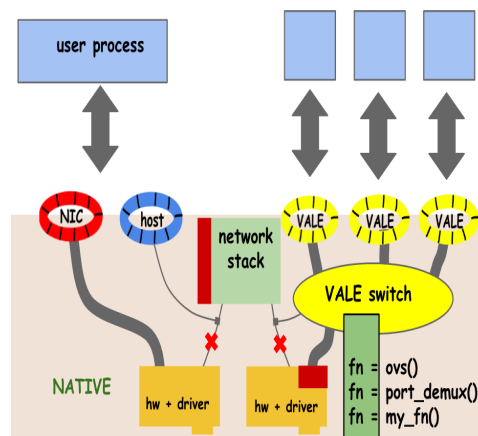 user process
NIC
host
VALE
VALE
VALE
network
stack
VALE switch
NATIVE
hw + driver
hw + driver
fn = ovs()
fn = port_demux()
fn = my_fn()